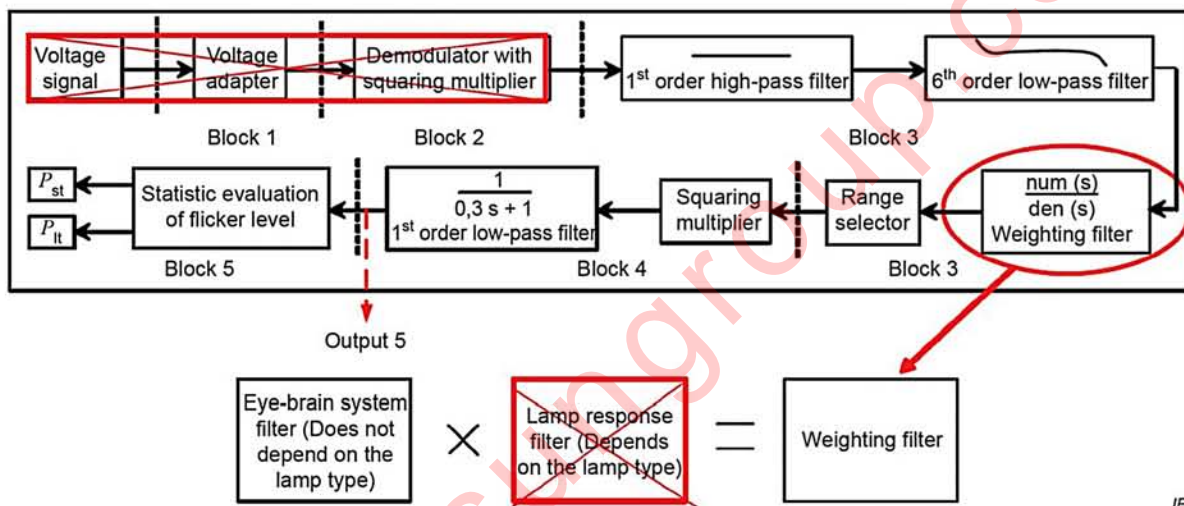 Voltage signal
Voltage adapter
Demodulator with squaring multiplier
1st order high-pass filter
6th order low-pass filter
Block 1
Block 2
Block 3
Pst
Plt
Statistic evaluation of flicker level
1
0,3 s + 1
1st order low-pass filter
Squaring multiplier
Range selector
num (s)
den (s)
Weighting filter
Block 5
Block 4
Block 3
Output 5
Eye-brain system filter (Does not depend on the lamp type)
×
Lamp response filter (Depends on the lamp type)
=
Weighting filter
sungroup.co